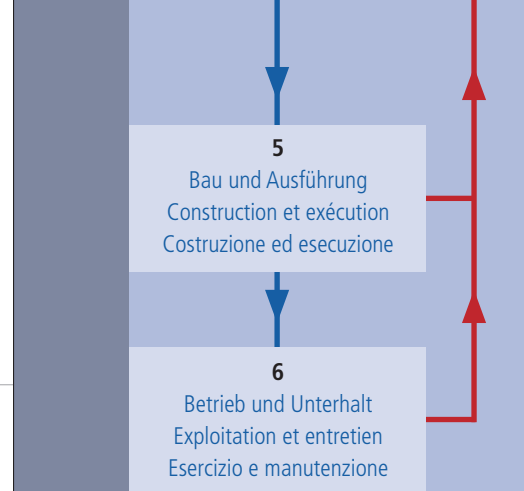 5
Bau und Ausführung
Construction et exécution
Costruzione ed esecuzione
6
Betrieb und Unterhalt
Exploitation et entretien
Esercizio e manutenzione